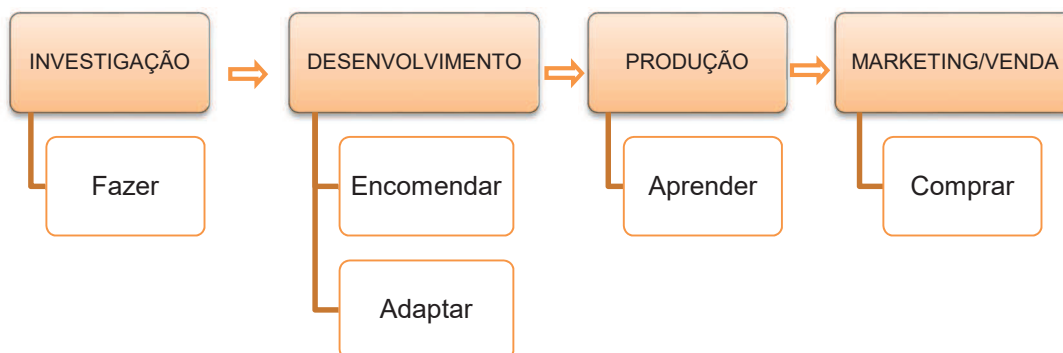 INVESTIGAÇÃO
DESENVOLVIMENTO
PRODUÇÃO
MARKETING/VENDA
Fazer
Encomendar
Aprender
Comprar
Adaptar